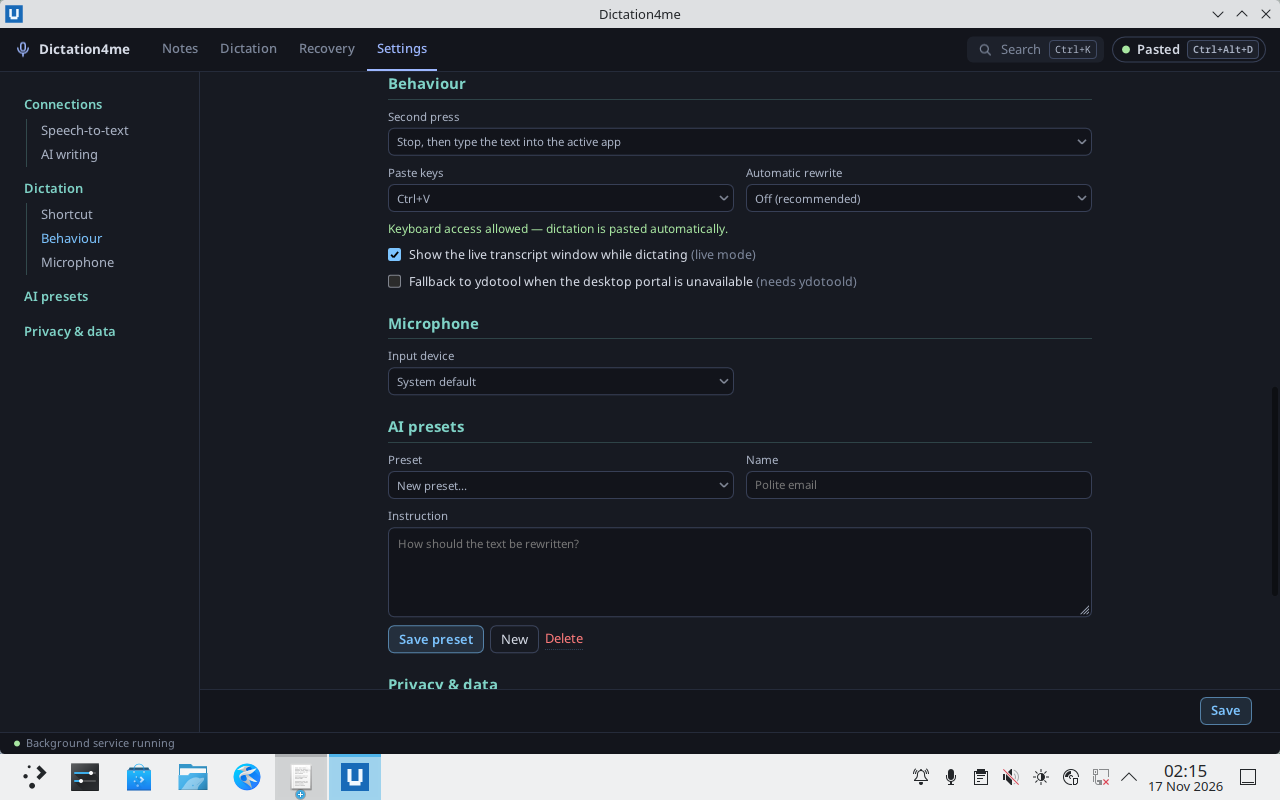 Dictation4me
Dictation4me
Notes
Dictation
Recovery
Settings
Search Ctrl+K
Pasted Ctrl+Alt+D
Connections
Speech-to-text
AI writing
Dictation
Shortcut
Behaviour
Microphone
AI presets
Privacy & data
Behaviour
Second press
Stop, then type the text into the active app
Paste keys
Ctrl+V
Automatic rewrite
Off (recommended)
Keyboard access allowed — dictation is pasted automatically.
Show the live transcript window while dictating (live mode)
Fallback to ydotool when the desktop portal is unavailable (needs ydotoold)
Microphone
Input device
System default
AI presets
Preset
New preset...
Name
Polite email
Instruction
How should the text be rewritten?
Save preset
New
Delete
Privacy & data
Save
Background service running
02:15
17 Nov 2026